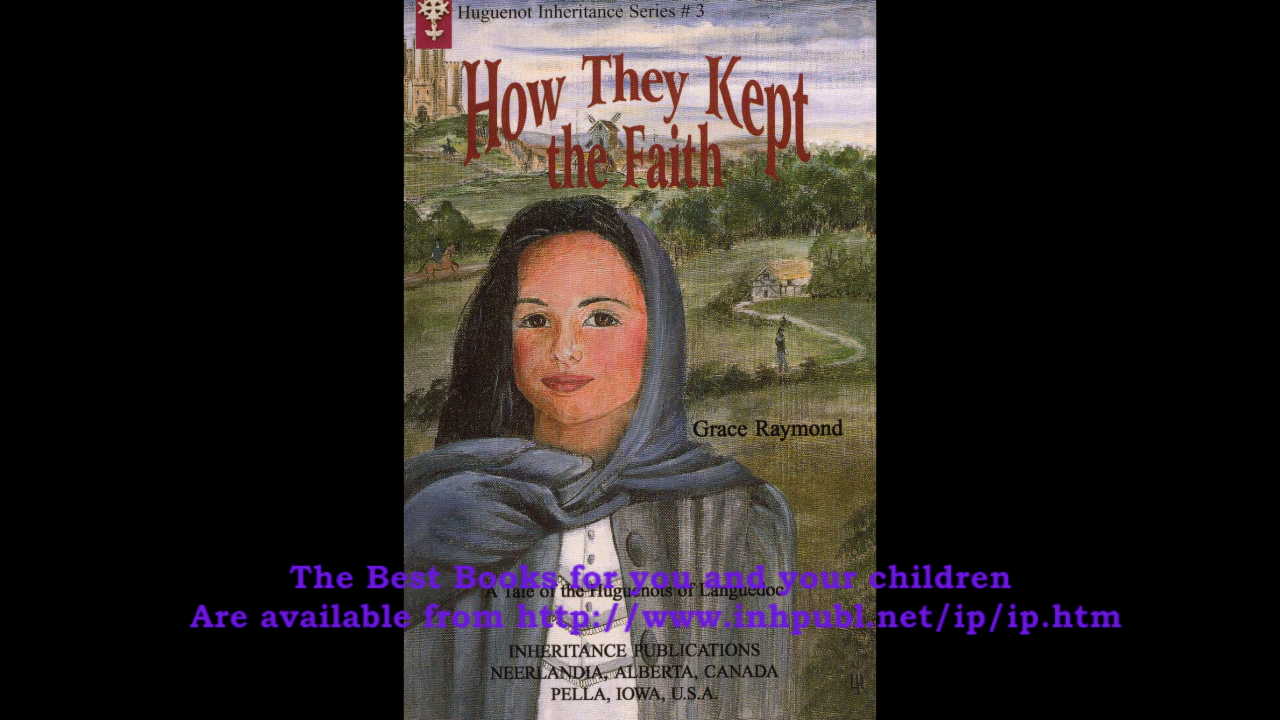 Huguenot Inheritance Series # 3
How They Kept
the Faith
Grace Raymond
The Best Books for you and your children
A Tale of the Huguenots of Languedoc
Are available from http://www.inhpubl.net/ip/ip.htm
INHERITANCE PUBLICATIONS
NEERLANDIA, ALBERTA, CANADA
PELLA, IOWA, U.S.A.